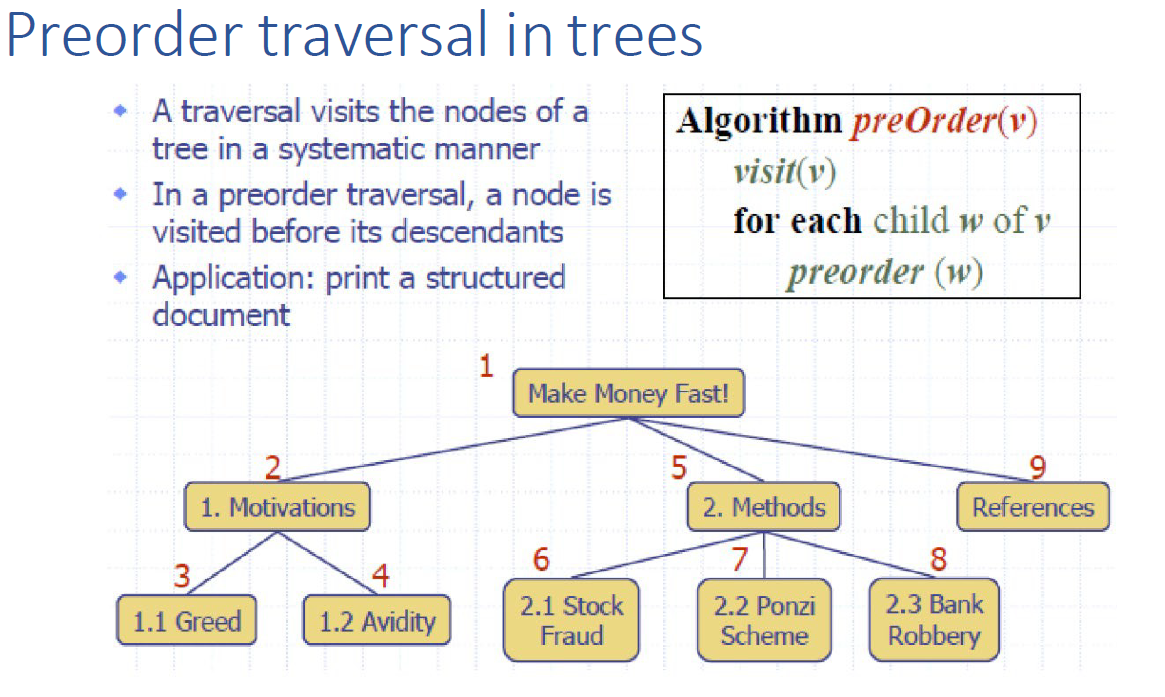 Preorder traversal in trees
A traversal visits the nodes of a
tree in a systematic manner
In a preorder traversal, a node is
visited before its descendants
Application: print a structured
document
Algorithm preOrder(v)
visit(v)
for each child w of v
preorder (w)
1
Make Money Fast!
2
5
9
1. Motivations
2. Methods
References
3
4
6
7
8
1.1 Greed
1.2 Avidity
2.1 Stock
Fraud
2.2 Ponzi
Scheme
2.3 Bank
Robbery